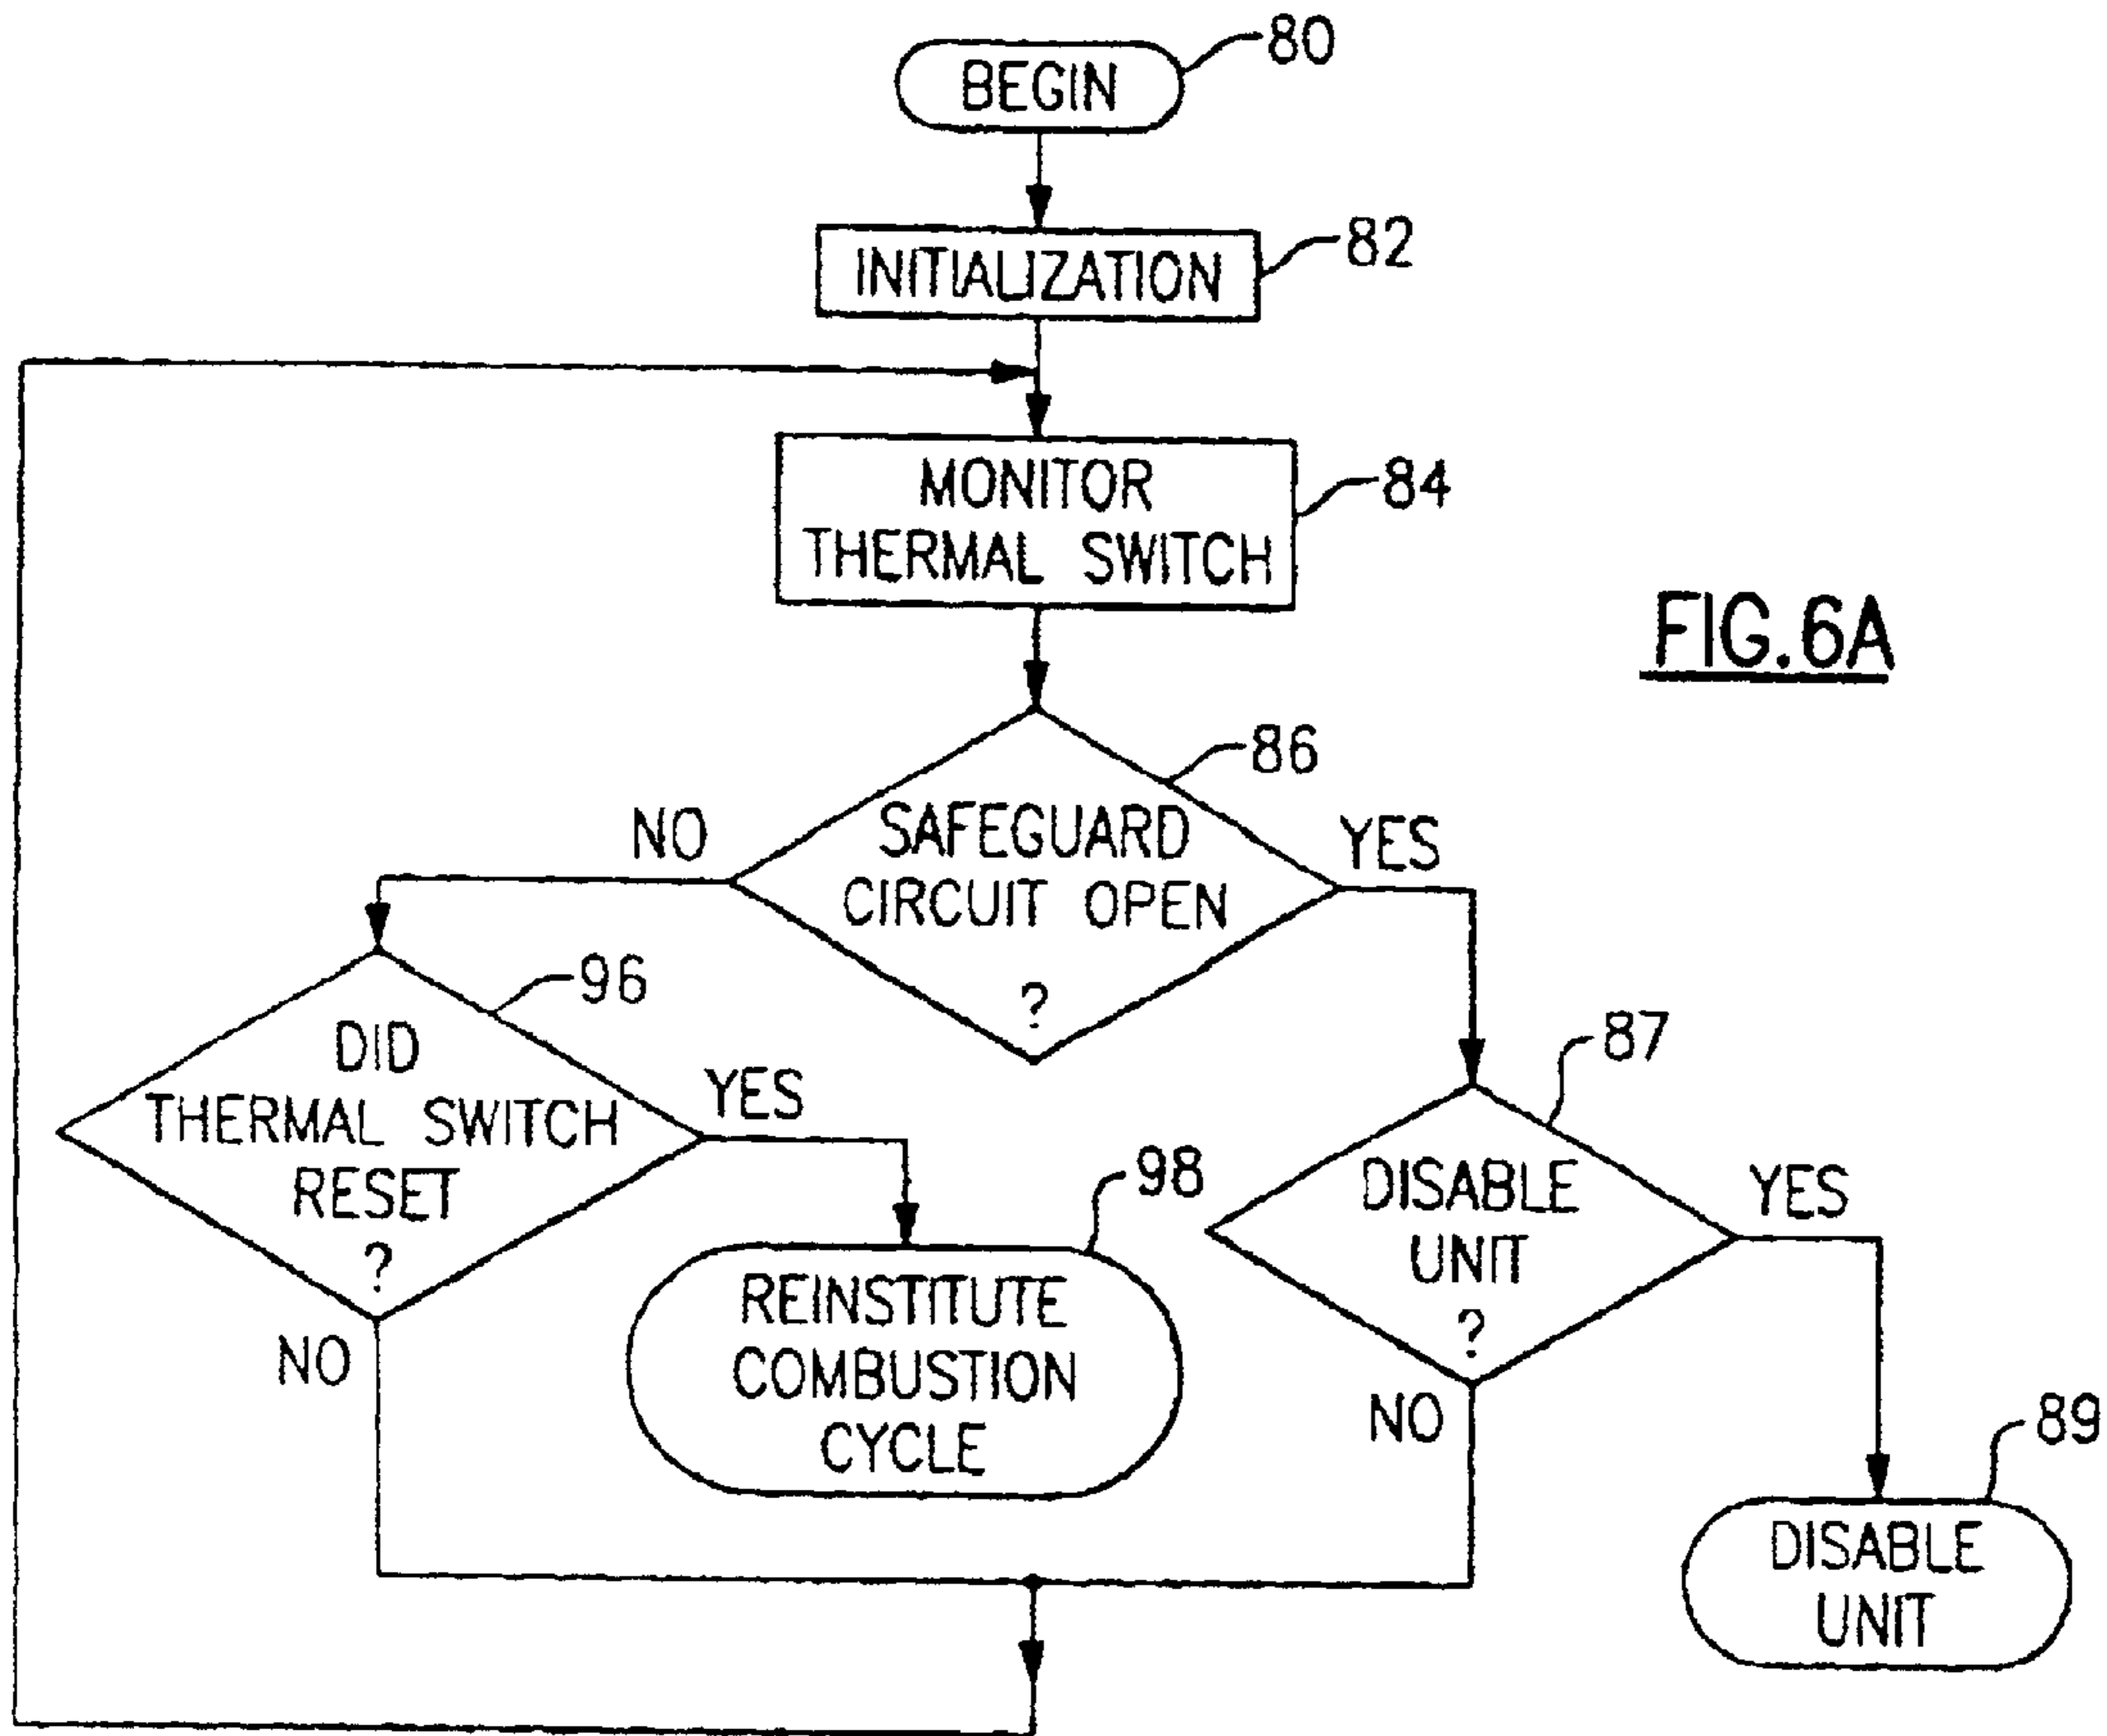 80
BEGIN
82
INITIALIZATION
84
MONITOR
THERMAL SWITCH
FIG.6A
86
SAFEGUARD
CIRCUIT OPEN
?
NO
YES
96
DID
THERMAL SWITCH
RESET
?
YES
NO
98
REINSTITUTE
COMBUSTION
CYCLE
87
DISABLE
UNIT
?
YES
NO
89
DISABLE
UNIT